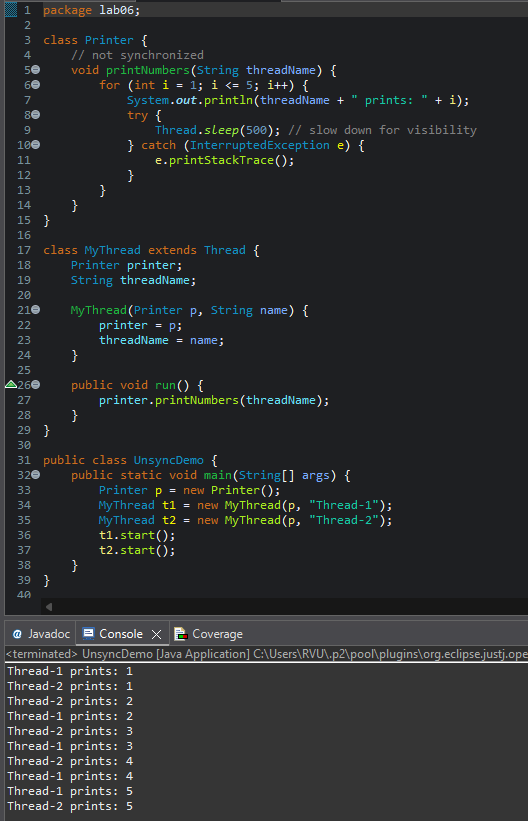 1 package lab06;
2
3 class Printer {
4     // not synchronized
5     void printNumbers(String threadName) {
6         for (int i = 1; i <= 5; i++) {
7             System.out.println(threadName + " prints: " + i);
8             try {
9                 Thread.sleep(500); // slow down for visibility
10             } catch (InterruptedException e) {
11                 e.printStackTrace();
12             }
13         }
14     }
15 }
16
17 class MyThread extends Thread {
18     Printer printer;
19     String threadName;
20
21     MyThread(Printer p, String name) {
22         printer = p;
23         threadName = name;
24     }
25
26     public void run() {
27         printer.printNumbers(threadName);
28     }
29 }
30
31 public class UnsyncDemo {
32     public static void main(String[] args) {
33         Printer p = new Printer();
34         MyThread t1 = new MyThread(p, "Thread-1");
35         MyThread t2 = new MyThread(p, "Thread-2");
36         t1.start();
37         t2.start();
38     }
39 }
40
@ Javadoc Console Coverage
<terminated> UnsyncDemo [Java Application] C:\Users\RVU\.p2\pool\plugins\org.eclipse.justj.ope
Thread-1 prints: 1
Thread-2 prints: 1
Thread-2 prints: 2
Thread-1 prints: 2
Thread-2 prints: 3
Thread-1 prints: 3
Thread-2 prints: 4
Thread-1 prints: 4
Thread-1 prints: 5
Thread-2 prints: 5